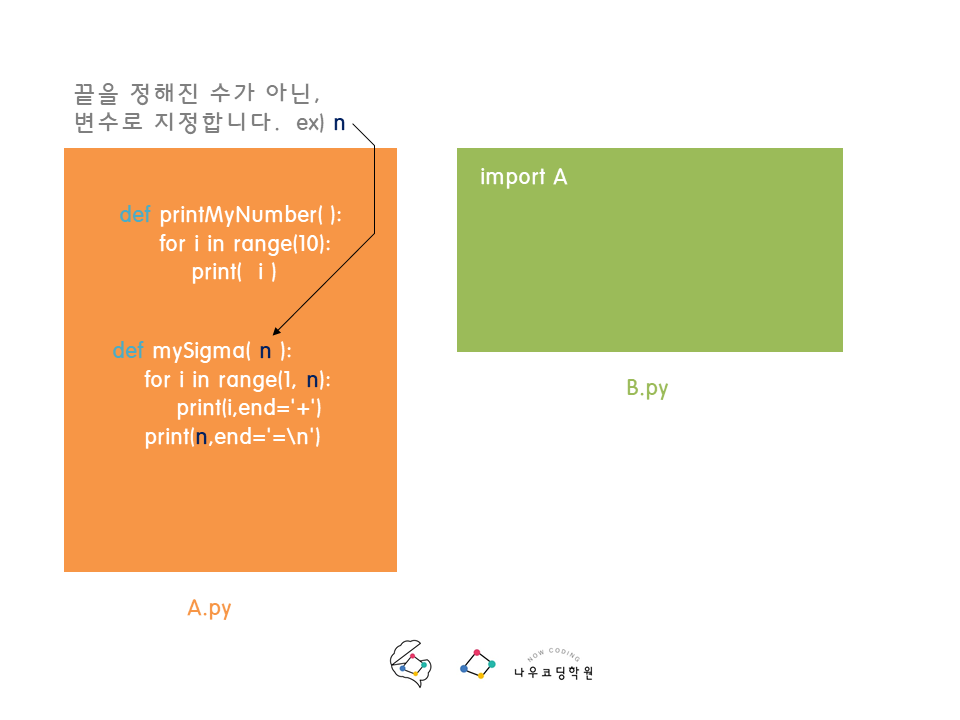 끝을 정해진 수가 아닌,
변수로 지정합니다. ex) n
def printMyNumber( ):
for i in range(10):
print( i )
def mySigma( n ):
for i in range(1, n):
print(i,end='+')
print(n,end='=\n')
A.py
import A
B.py
NOW CODING
나우코딩학원